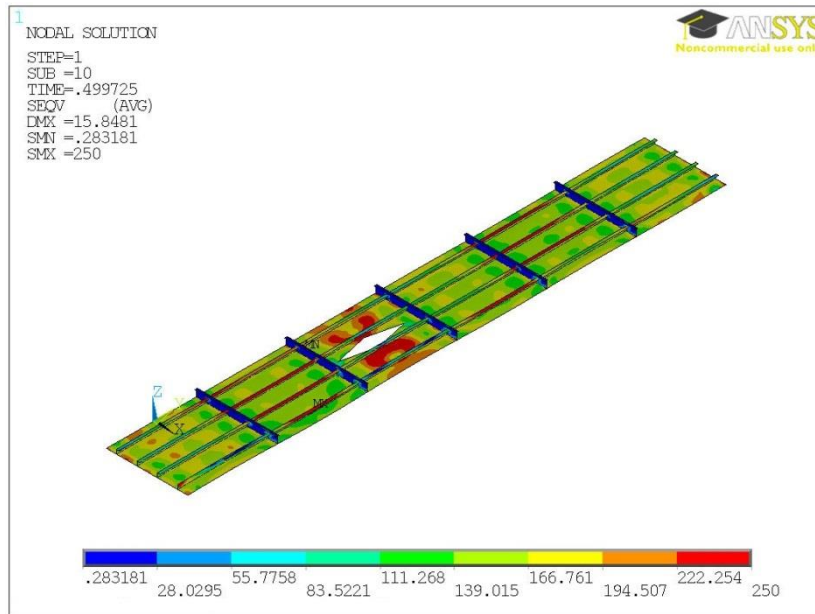 1
NODAL SOLUTION
STEP=1
SUB =10
TIME=.499725
SEQV (AVG)
DMX =15.8481
SMN =.283181
SMX =250
ANSYS
Noncommercial use only
MN
MX
Z
Y
X
.283181 55.7758 111.268 166.761 222.254
28.0295 83.5221 139.015 194.507 250